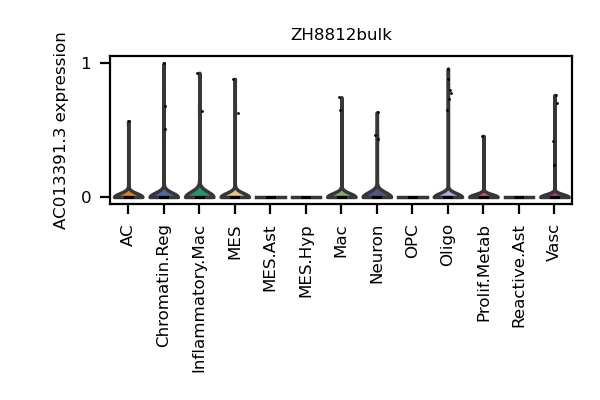 ZH8812bulk
AC013391.3 expression
1
0
AC
Chromatin.Reg
Inflammatory.Mac
MES
MES.Ast
MES.Hyp
Mac
Neuron
OPC
Oligo
Prolif.Metab
Reactive.Ast
Vasc